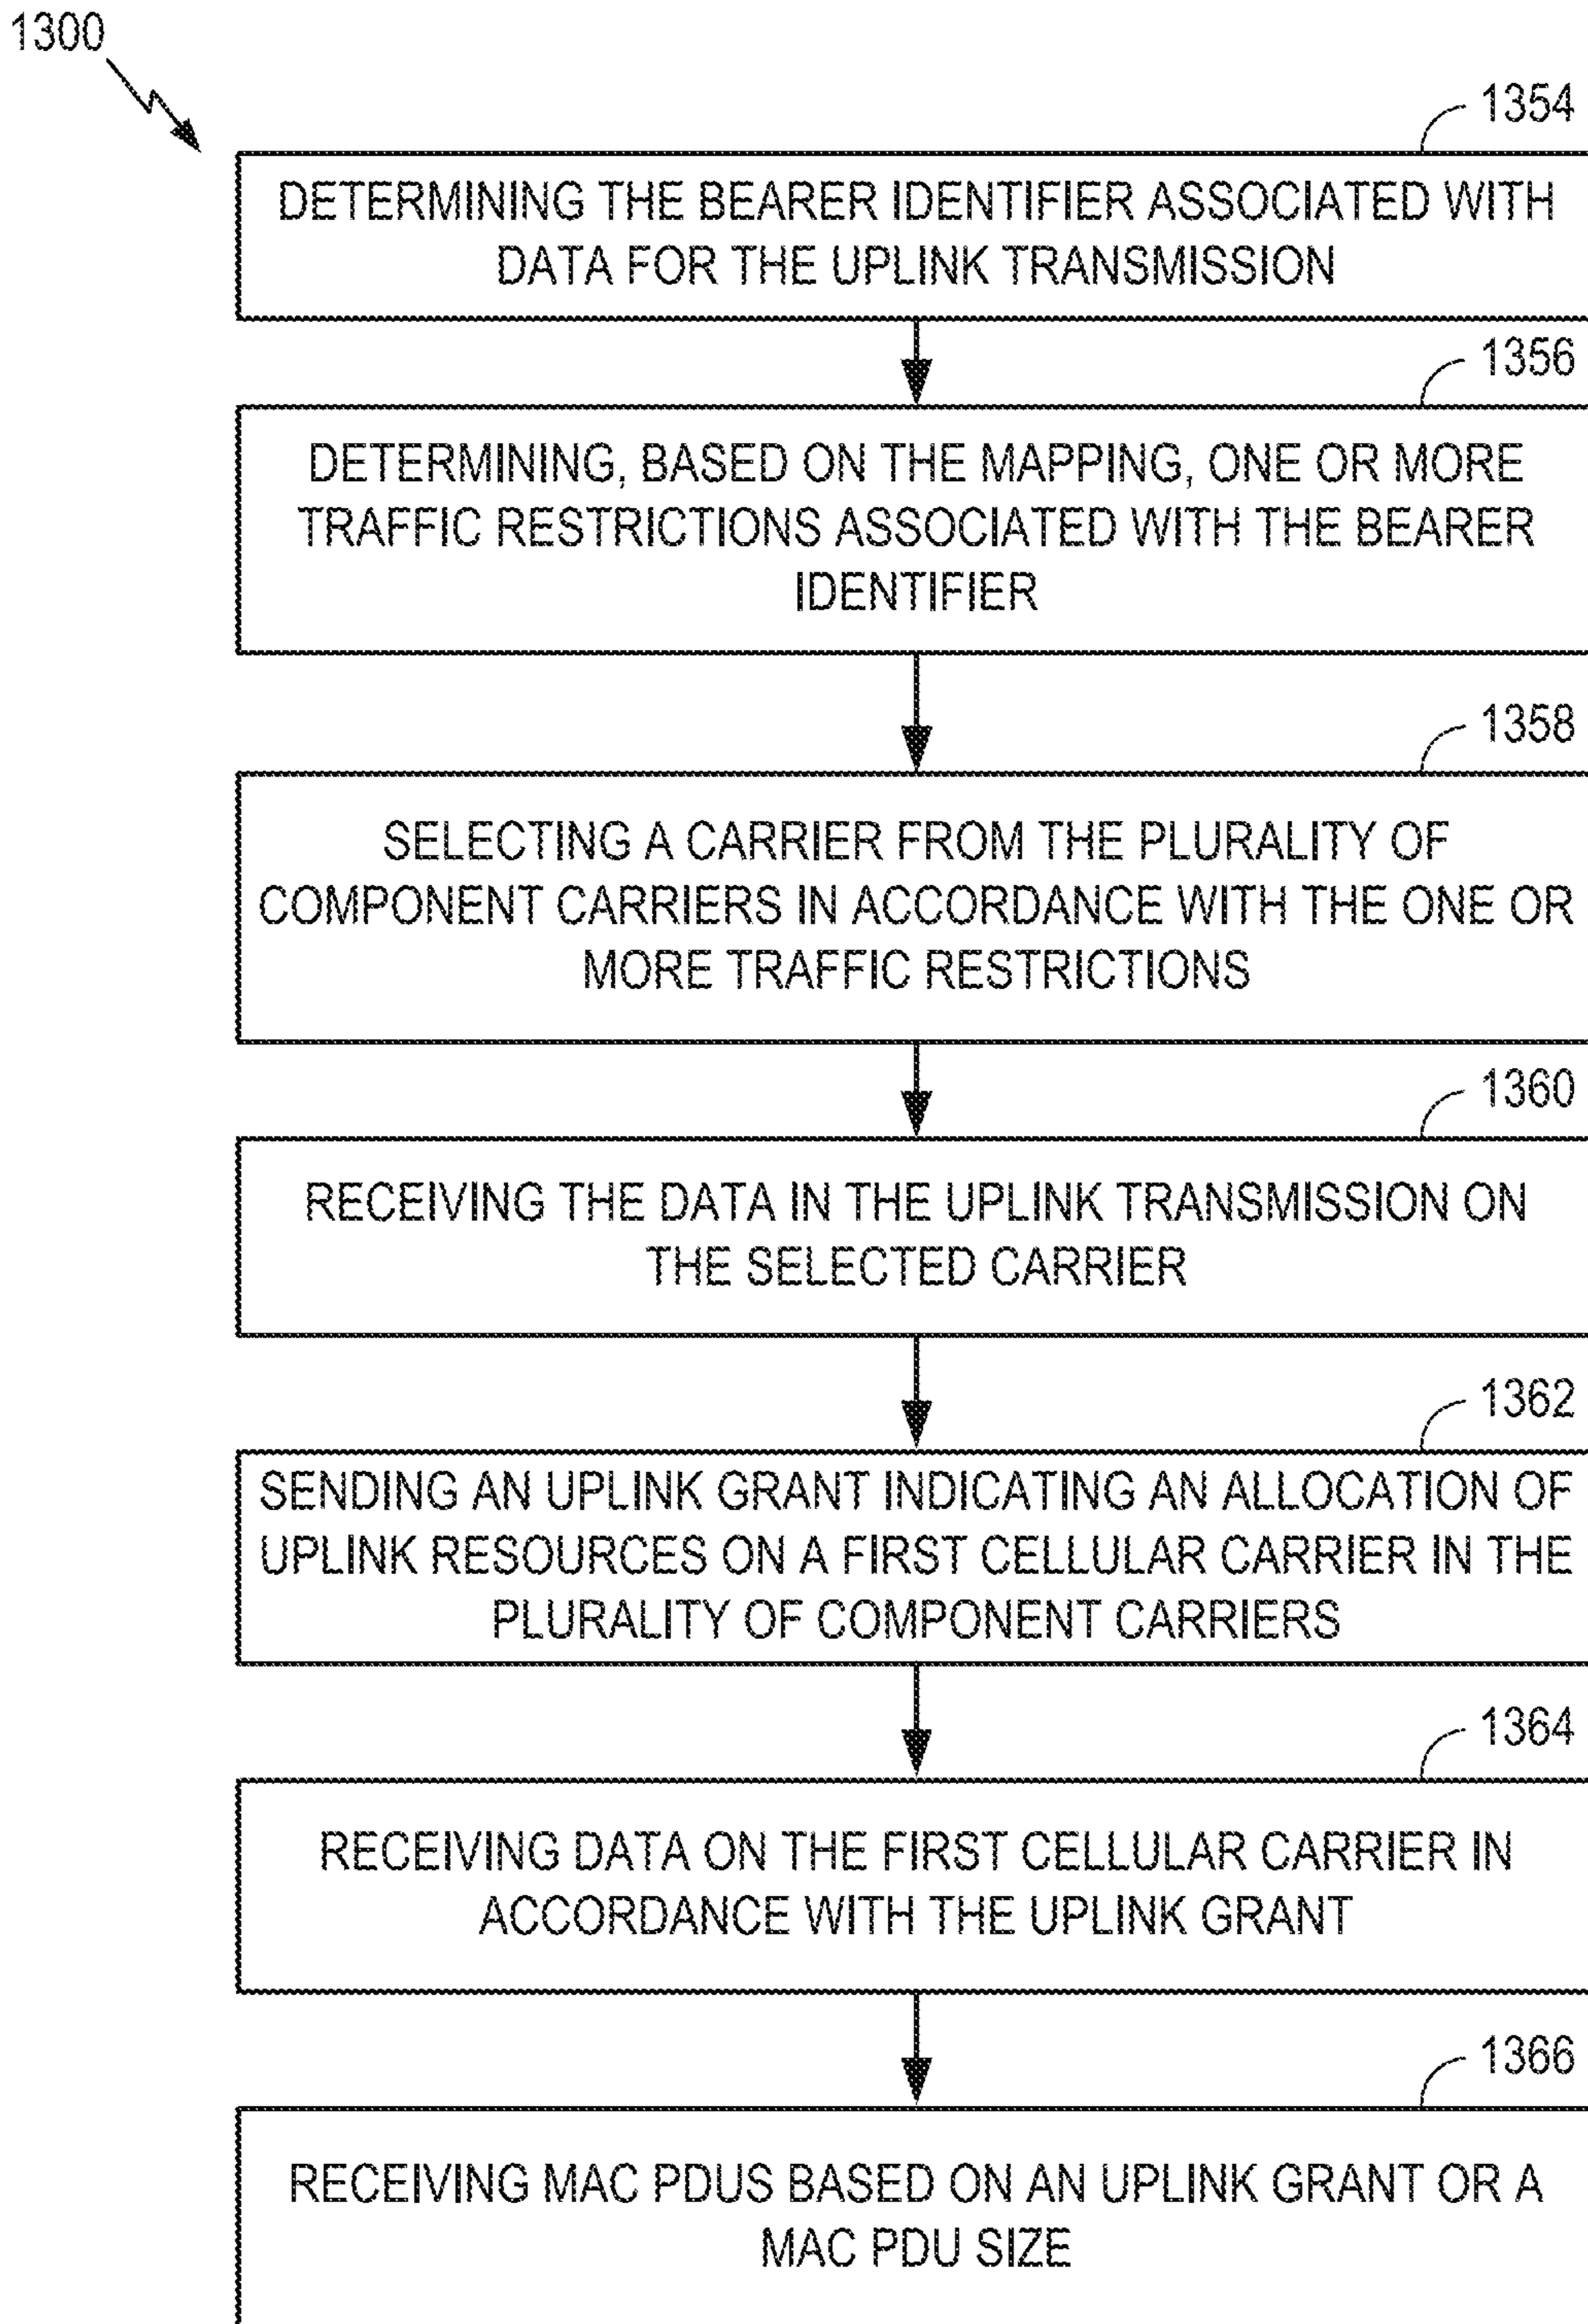 1300
1354
DETERMINING THE BEARER IDENTIFIER ASSOCIATED WITH
DATA FOR THE UPLINK TRANSMISSION
1356
DETERMINING, BASED ON THE MAPPING, ONE OR MORE
TRAFFIC RESTRICTIONS ASSOCIATED WITH THE BEARER
IDENTIFIER
1358
SELECTING A CARRIER FROM THE PLURALITY OF
COMPONENT CARRIERS IN ACCORDANCE WITH THE ONE OR
MORE TRAFFIC RESTRICTIONS
1360
RECEIVING THE DATA IN THE UPLINK TRANSMISSION ON
THE SELECTED CARRIER
1362
SENDING AN UPLINK GRANT INDICATING AN ALLOCATION OF
UPLINK RESOURCES ON A FIRST CELLULAR CARRIER IN THE
PLURALITY OF COMPONENT CARRIERS
1364
RECEIVING DATA ON THE FIRST CELLULAR CARRIER IN
ACCORDANCE WITH THE UPLINK GRANT
1366
RECEIVING MAC PDUS BASED ON AN UPLINK GRANT OR A
MAC PDU SIZE